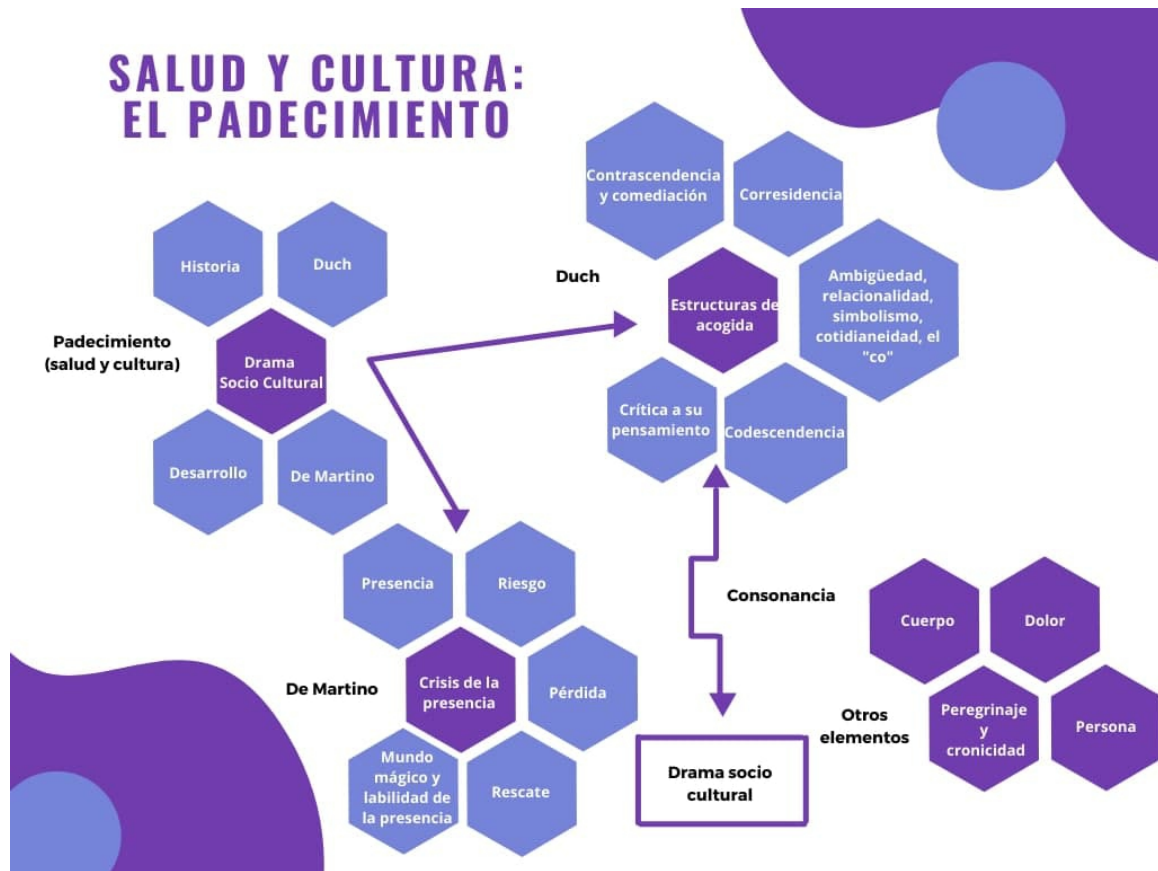 SALUD Y CULTURA:
EL PADECIMIENTO
Historia
Duch
Padecimiento
(salud y cultura)
Drama
Socio Cultural
Desarrollo
De Martino
Duch
Contrascendencia
y comediación
Corresidencia
Estructuras de
acogida
Ambigüedad,
relacionalidad,
simbolismo,
cotidianeidad, el
"co"
Crítica a su
pensamiento
Codescendencia
De Martino
Presencia
Riesgo
Crisis de la
presencia
Pérdida
Mundo
mágico y
labilidad de
la presencia
Rescate
Consonancia
Drama socio
cultural
Otros
elementos
Cuerpo
Dolor
Peregrinaje
y
cronicidad
Persona